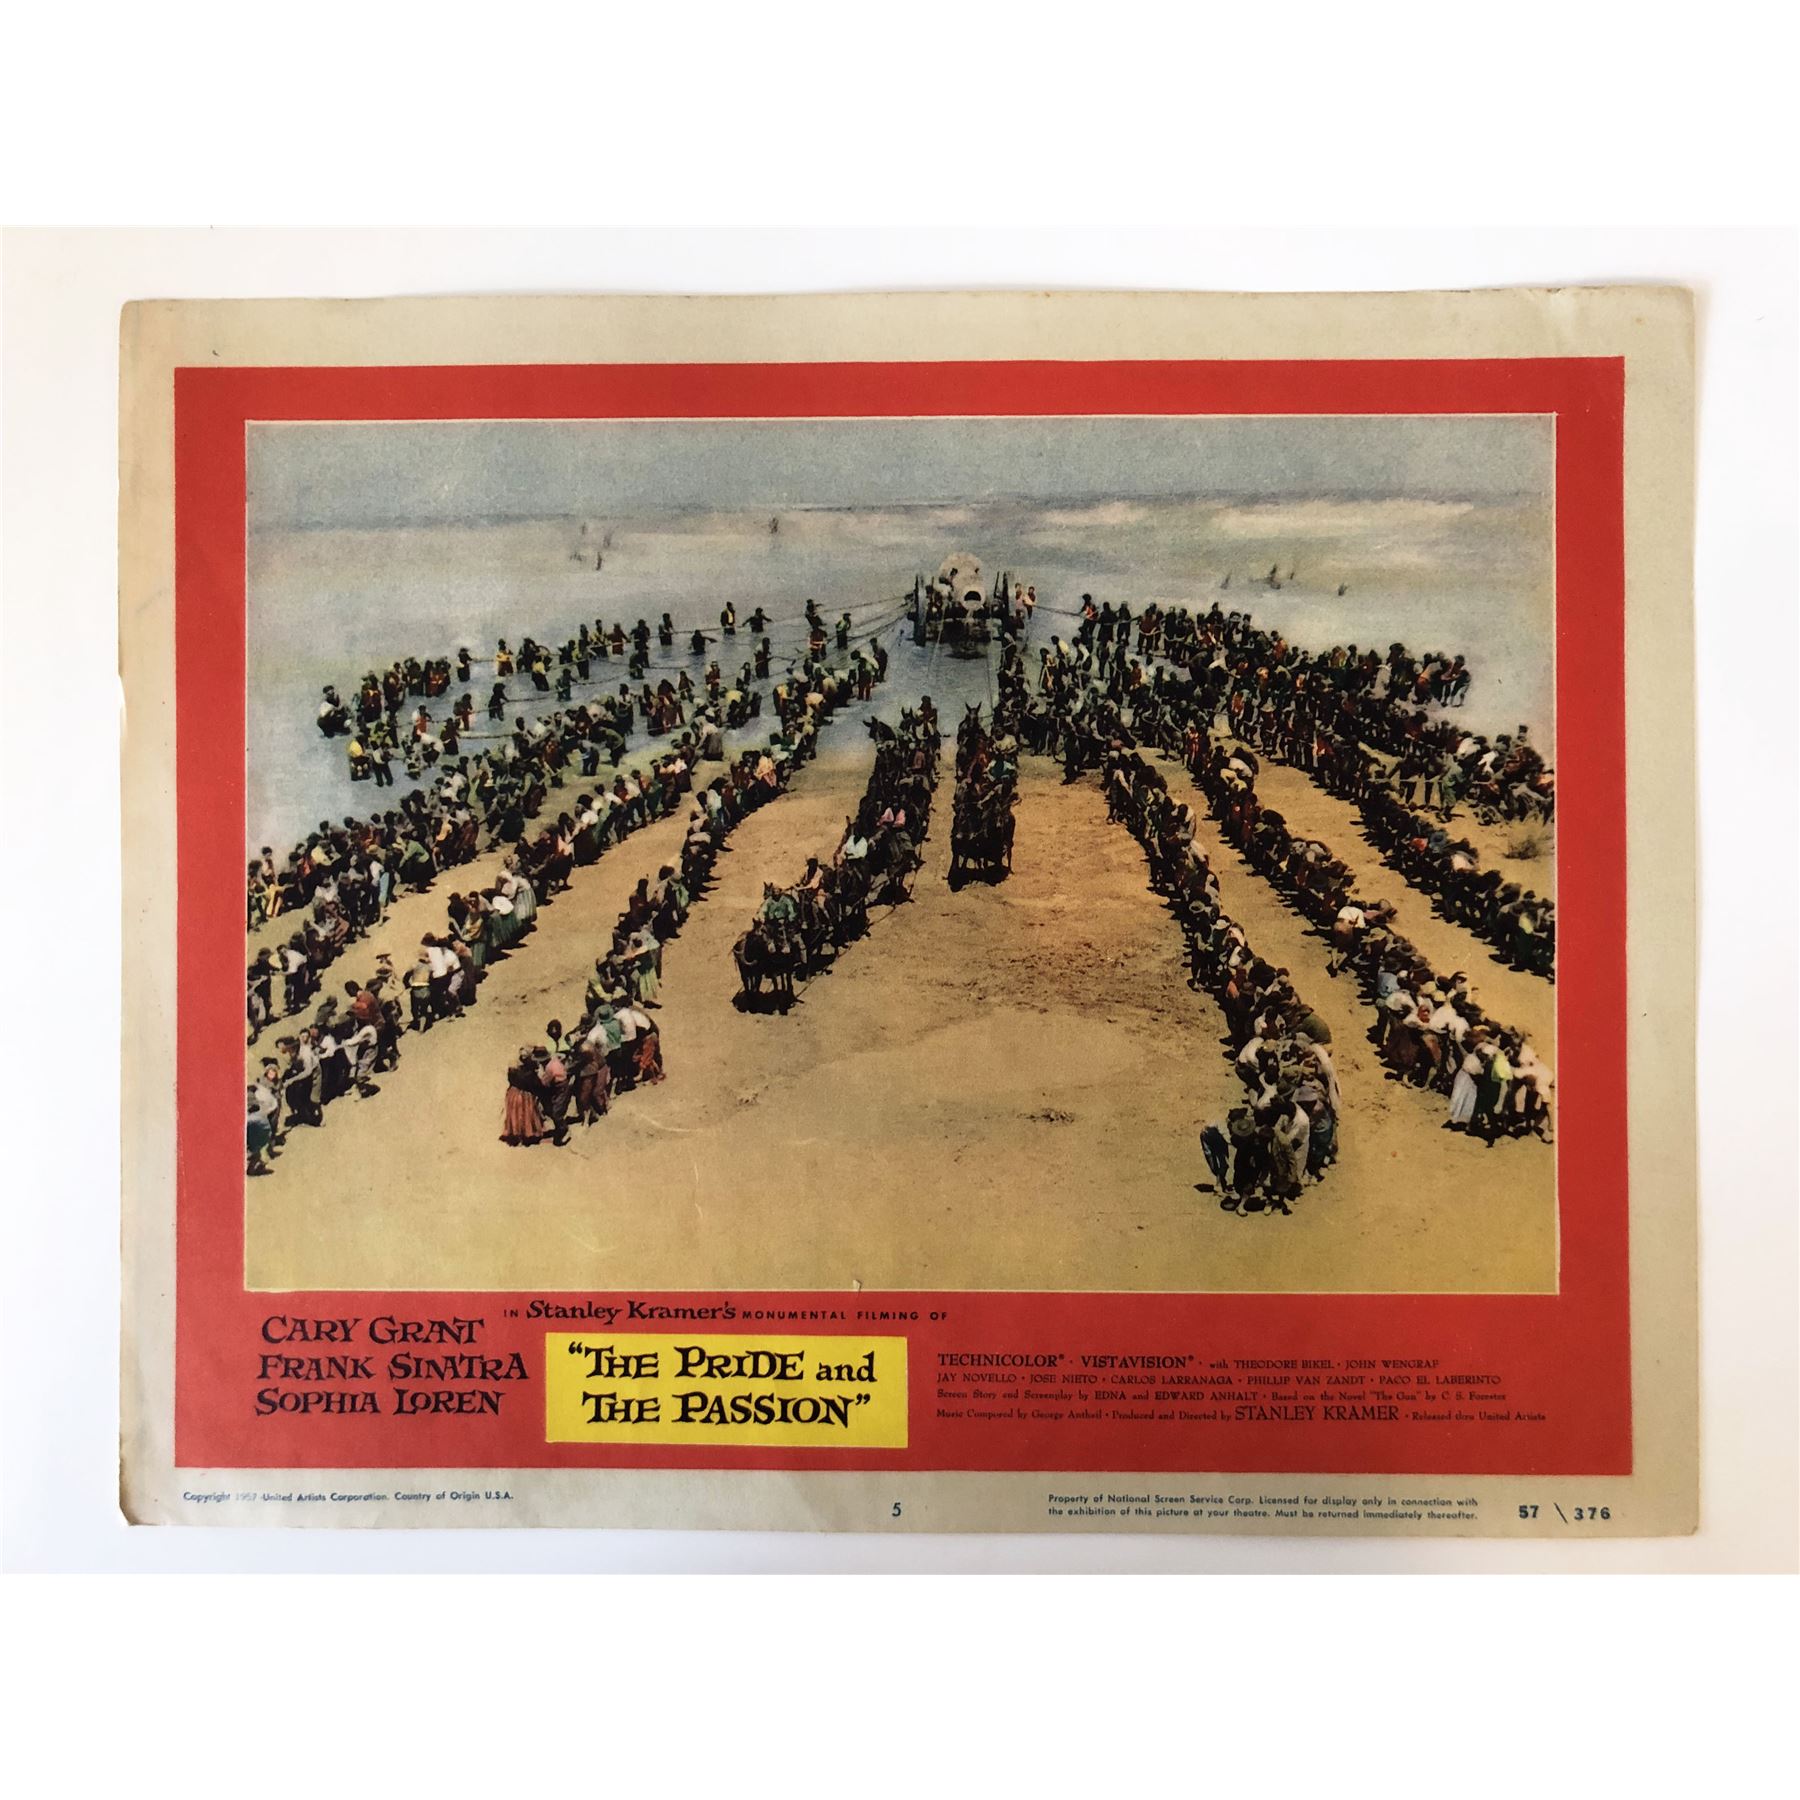 CARY GRANT
FRANK SINATRA
SOPHIA LOREN
IN Stanley Kramer's MONUMENTAL FILMING OF
"THE PRIDE and
THE PASSION"
TECHNICOLOR® · VISTAVISION® · with THEODORE BIKEL · JOHN WENGRAF
JAY NOVELLO · JOSE NIETO · CARLOS LARRANAGA · PHILLIP VAN ZANDT · PACO EL LABERINTO
Screen Story and Screenplay by EDNA and EDWARD ANHALT · Based on the Novel "The Gun" by C. S. Forester
Music Composed by George Antheil · Produced and Directed by STANLEY KRAMER · Released thru United Artists
Copyright 1957 United Artists Corporation. Country of Origin U.S.A.
5
Property of National Screen Service Corp. Licensed for display only in connection with
the exhibition of this picture at your theatre. Must be returned immediately thereafter.
57 \ 376